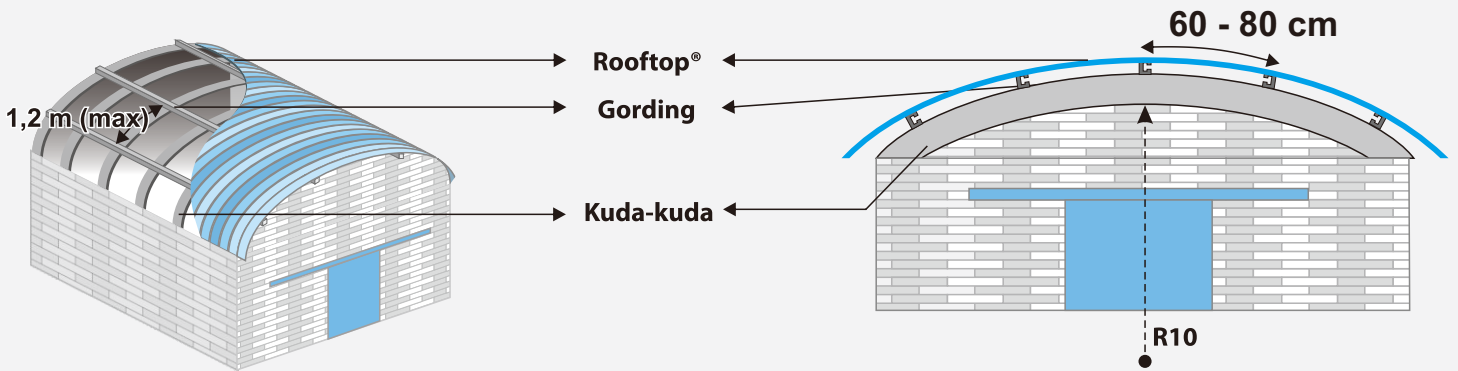 60 - 80 cm
Rooftop®
Gording
1,2 m (max)
Kuda-kuda
R10